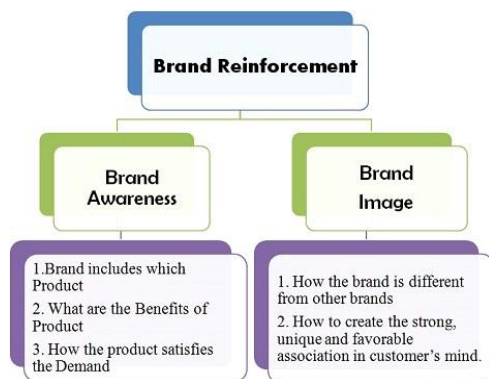 Brand Reinforcement
Brand
Awareness
Brand
Image
1.Brand includes which
Product
2. What are the Benefits of
Product
3. How the product satisfies
the Demand
1. How the brand is different
from other brands
2. How to create the strong,
unique and favorable
association in customer's mind.